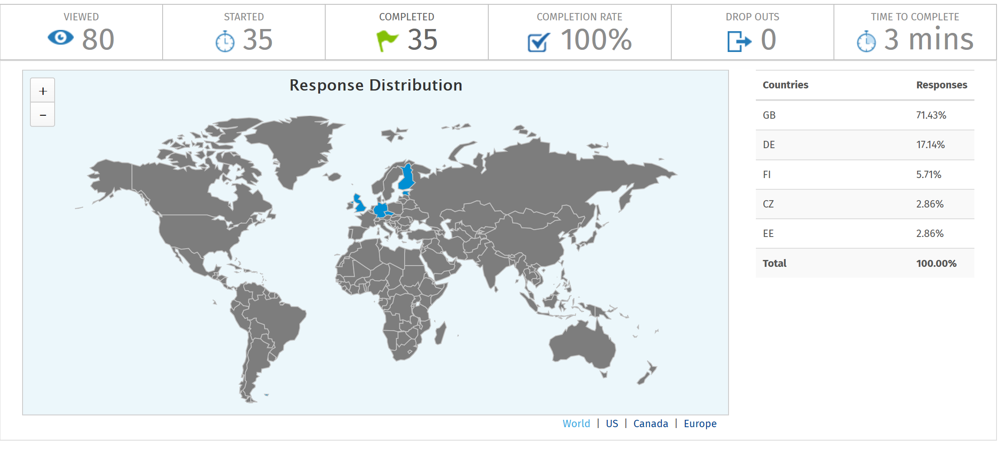 VIEWED
80
STARTED
35
COMPLETED
35
COMPLETION RATE
100%
DROP OUTS
0
TIME TO COMPLETE
3 mins
+
−
Response Distribution
Countries Responses
GB 71.43%
DE 17.14%
FI 5.71%
CZ 2.86%
EE 2.86%
Total 100.00%
World | US | Canada | Europe